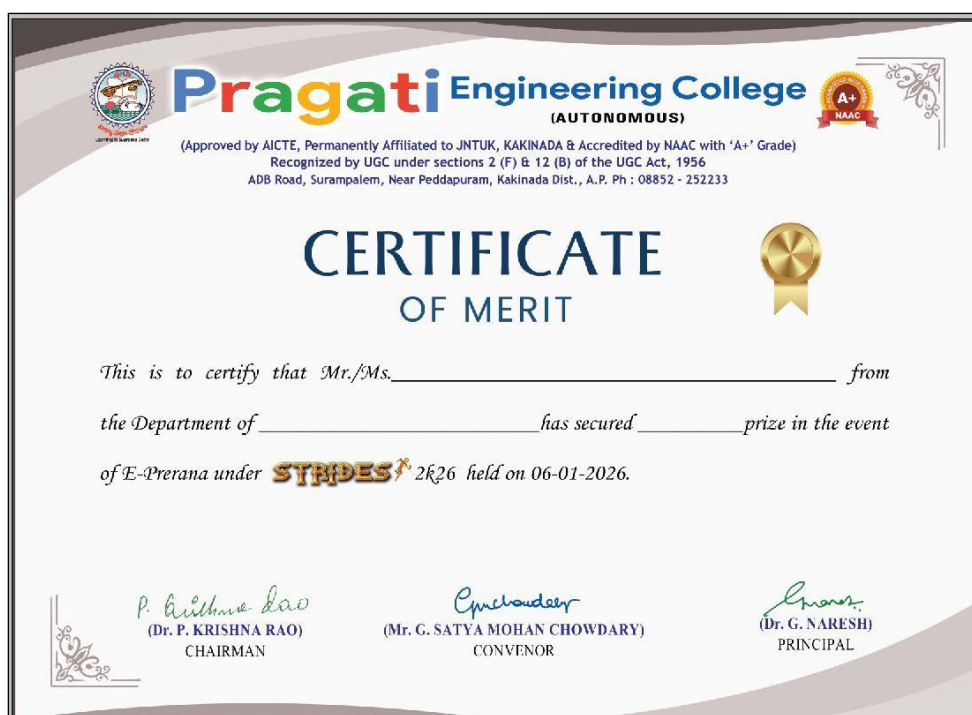 Pragati Engineering College
(AUTONOMOUS)
A+
NAAC
(Approved by AICTE, Permanently Affiliated to JNTUK, KAKINADA & Accredited by NAAC with ‘A+’ Grade)
Recognized by UGC under sections 2 (F) & 12 (B) of the UGC Act, 1956
ADB Road, Surampalem, Near Peddapuram, Kakinada Dist., A.P. Ph : 08852 - 252233
CERTIFICATE
OF MERIT
This is to certify that Mr./Ms.____ from
the Department of ____ has secured ____ prize in the event
of E-Prerana under STRIDES 2k26 held on 06-01-2026.
P. Krishna Rao
(Dr. P. KRISHNA RAO) (Mr. G. SATYA MOHAN CHOWDARY) (Dr. G. NARESH)
CHAIRMAN CONVENOR PRINCIPAL